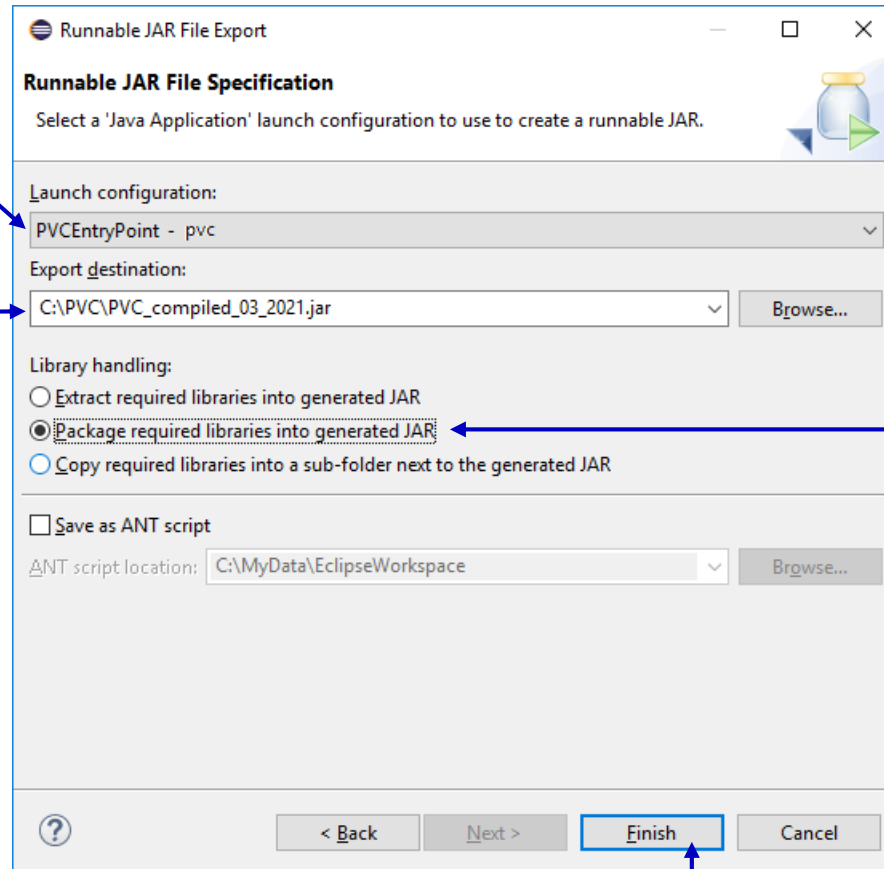 Runnable JAR File Export
Runnable JAR File Specification
Select a 'Java Application' launch configuration to use to create a runnable JAR.
Launch configuration:
PVCEntryPoint - pvc
Export destination:
C:\PVC\PVC_compiled_03_2021.jar
Browse...
Library handling:
Extract required libraries into generated JAR
Package required libraries into generated JAR
Copy required libraries into a sub-folder next to the generated JAR
Save as ANT script
ANT script location: C:\MyData\EclipseWorkspace Browse...
? < Back Next > Finish Cancel